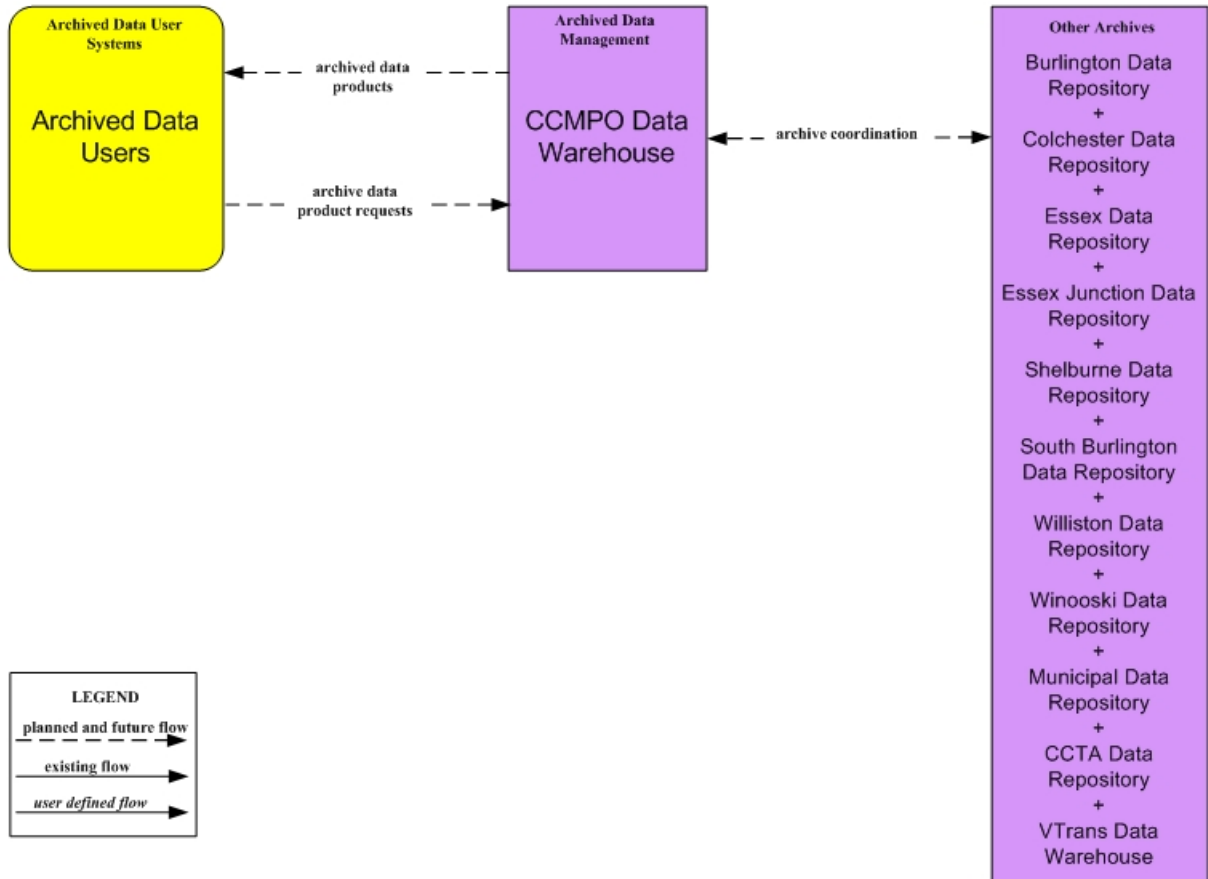 Archived Data User
Systems
Archived Data
Users
archived data
products
archive data
product requests
Archived Data
Management
CCMPO Data
Warehouse
archive coordination
Other Archives
Burlington Data
Repository
+
Colchester Data
Repository
+
Essex Data
Repository
+
Essex Junction Data
Repository
+
Shelburne Data
Repository
+
South Burlington
Data Repository
+
Williston Data
Repository
+
Winooski Data
Repository
+
Municipal Data
Repository
+
CCTA Data
Repository
+
VTrans Data
Warehouse
LEGEND
planned and future flow
existing flow
user defined flow